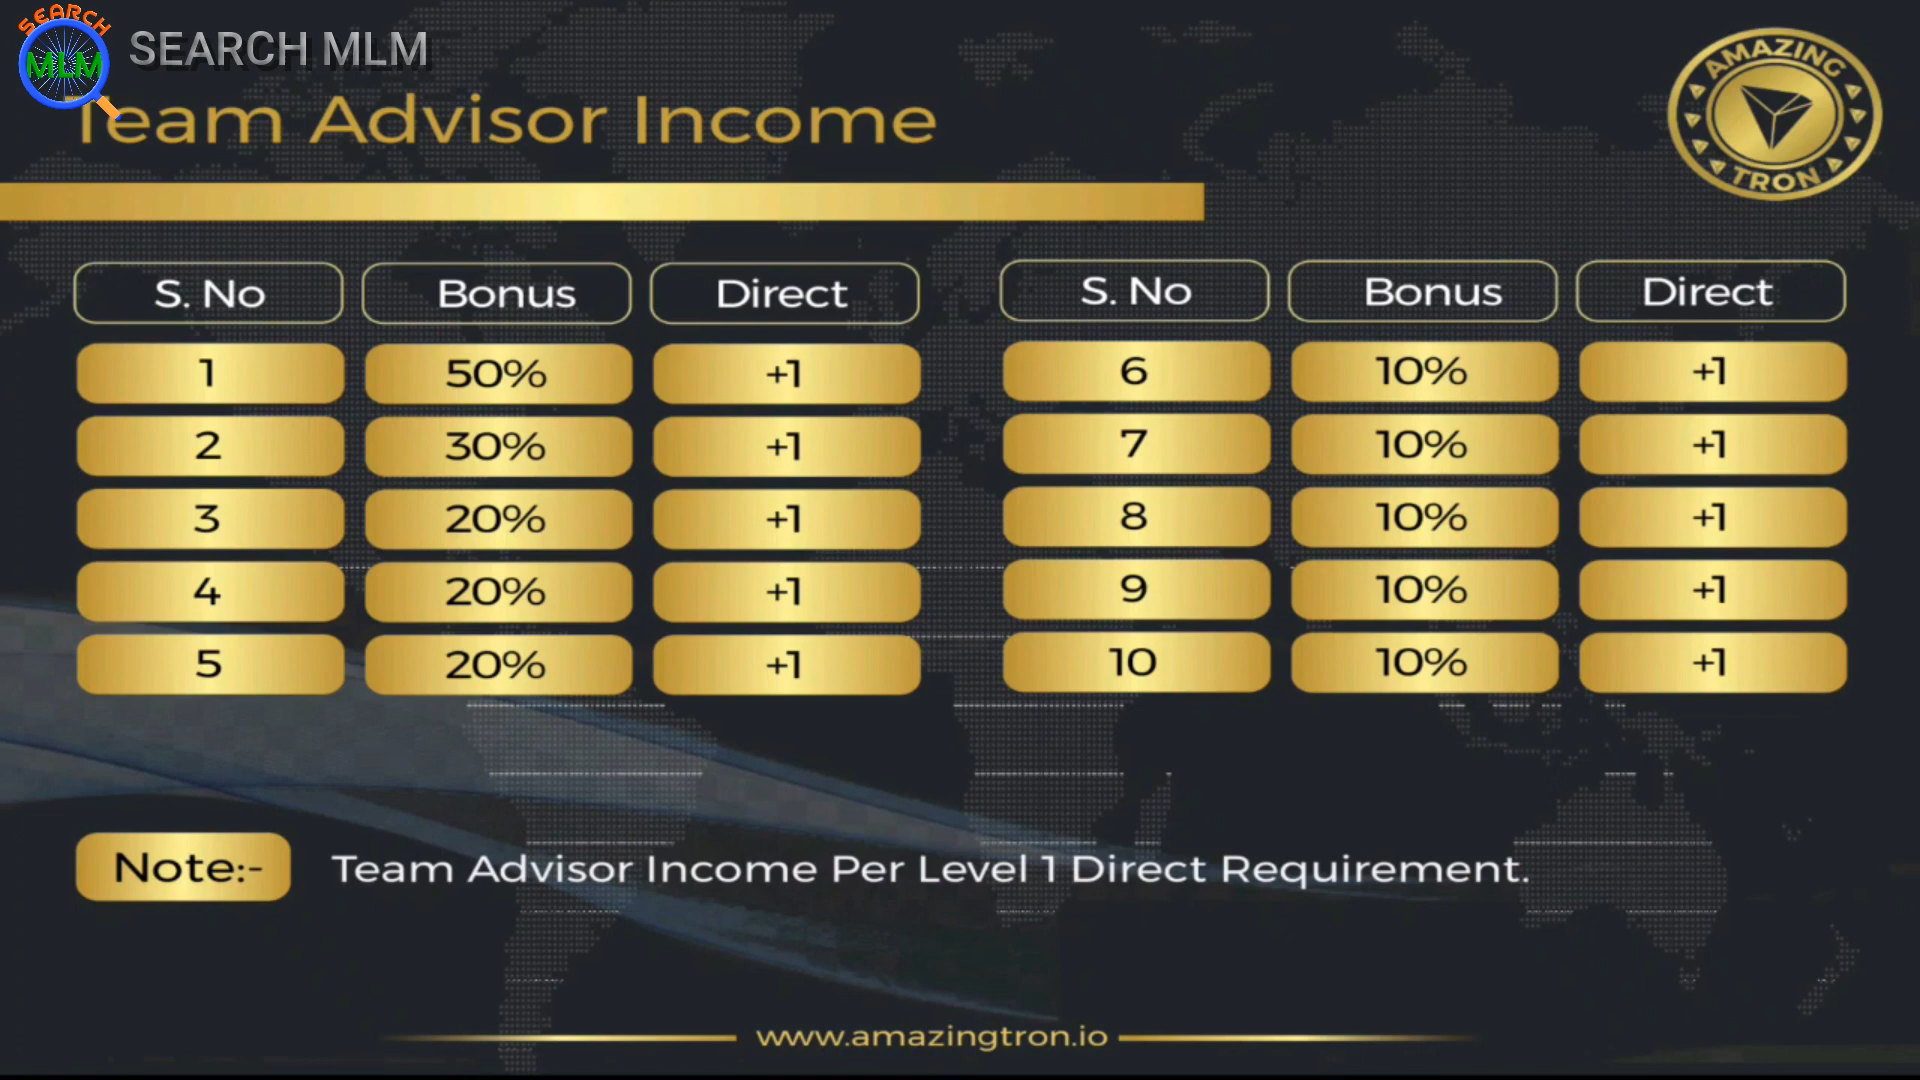 SEARCH
MLM
SEARCH MLM
Team Advisor Income
AMAZING
TRON
S. No Bonus Direct
1 50% +1
2 30% +1
3 20% +1
4 20% +1
5 20% +1
S. No Bonus Direct
6 10% +1
7 10% +1
8 10% +1
9 10% +1
10 10% +1
Note:- Team Advisor Income Per Level 1 Direct Requirement.
www.amazingtron.io